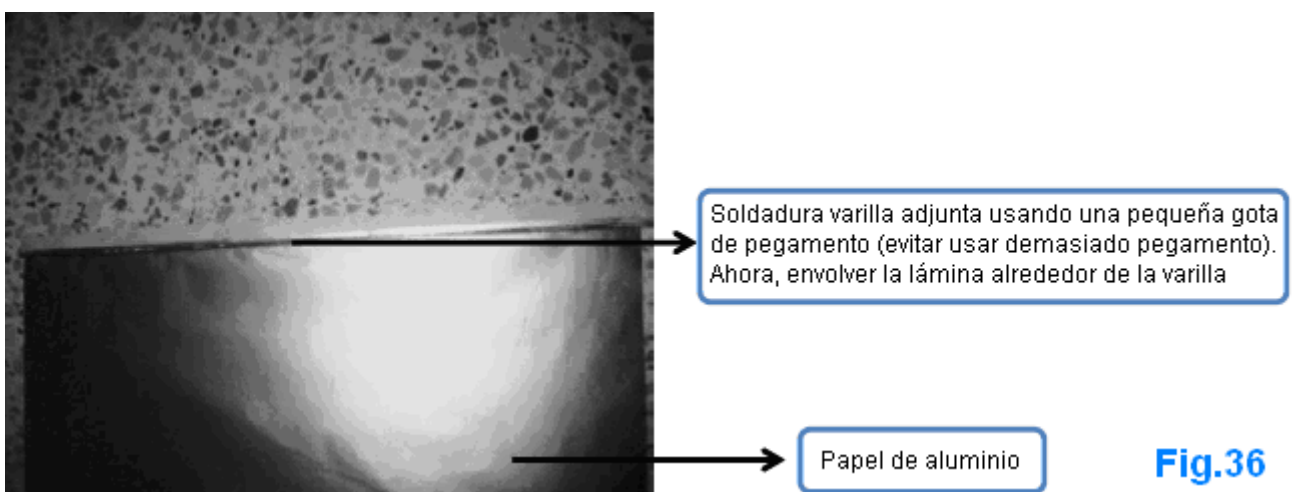 Soldadura varilla adjunta usando una pequeña gota
de pegamento (evitar usar demasiado pegamento).
Ahora, envolver la lámina alrededor de la varilla
Papel de aluminio
Fig.36